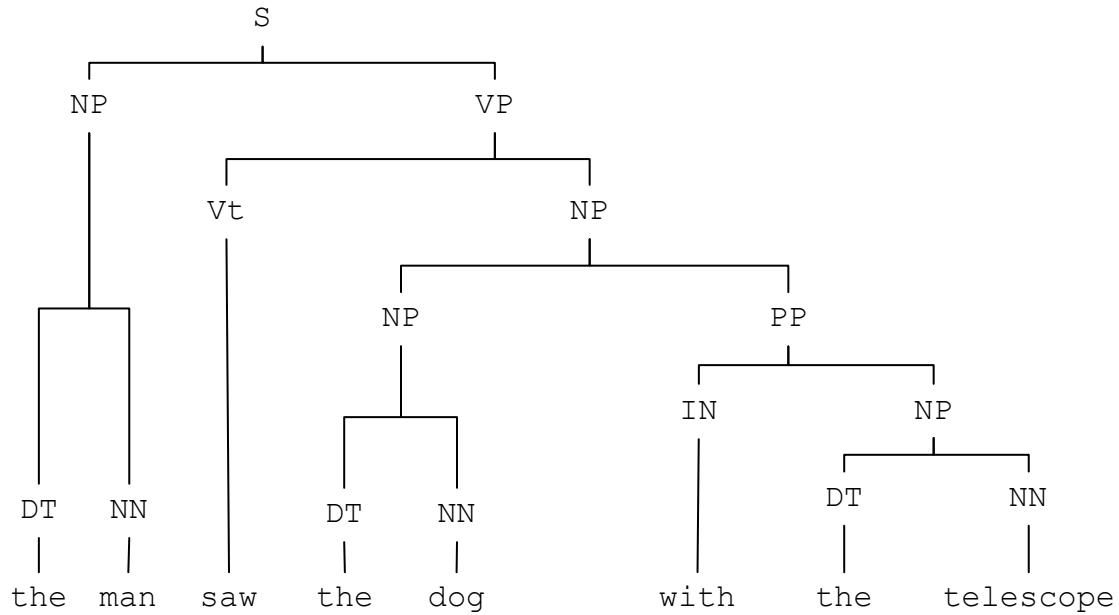 S
NP VP
Vt NP
NP PP
IN NP
DT NN DT NN DT NN
the man saw the dog with the telescope